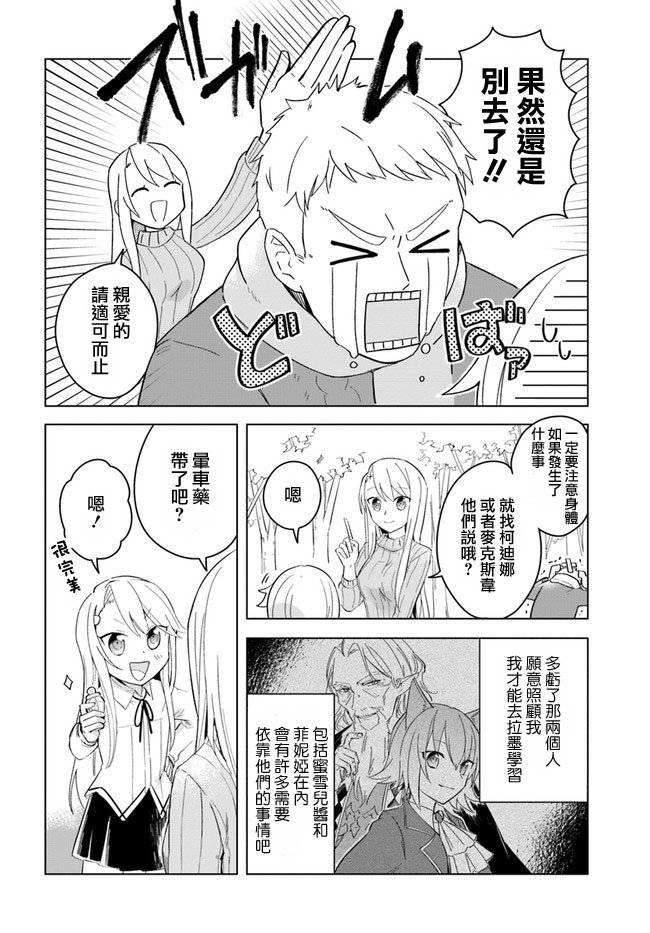 果然還是
別去了!!
ズガム
親愛的
請適可而止
どばァ
一定要注意身體
如果發生了
什麼事
就找柯迪娜
或者麥克斯韋
他們說哦?
嗯
暈車藥
帶了吧?
嗯!
很完美
多虧了那兩個人
願意照顧我
我才能去拉墨學習
包括蜜雪兒醬和
菲妮婭在內
會有許多需要
依靠他們的事情吧